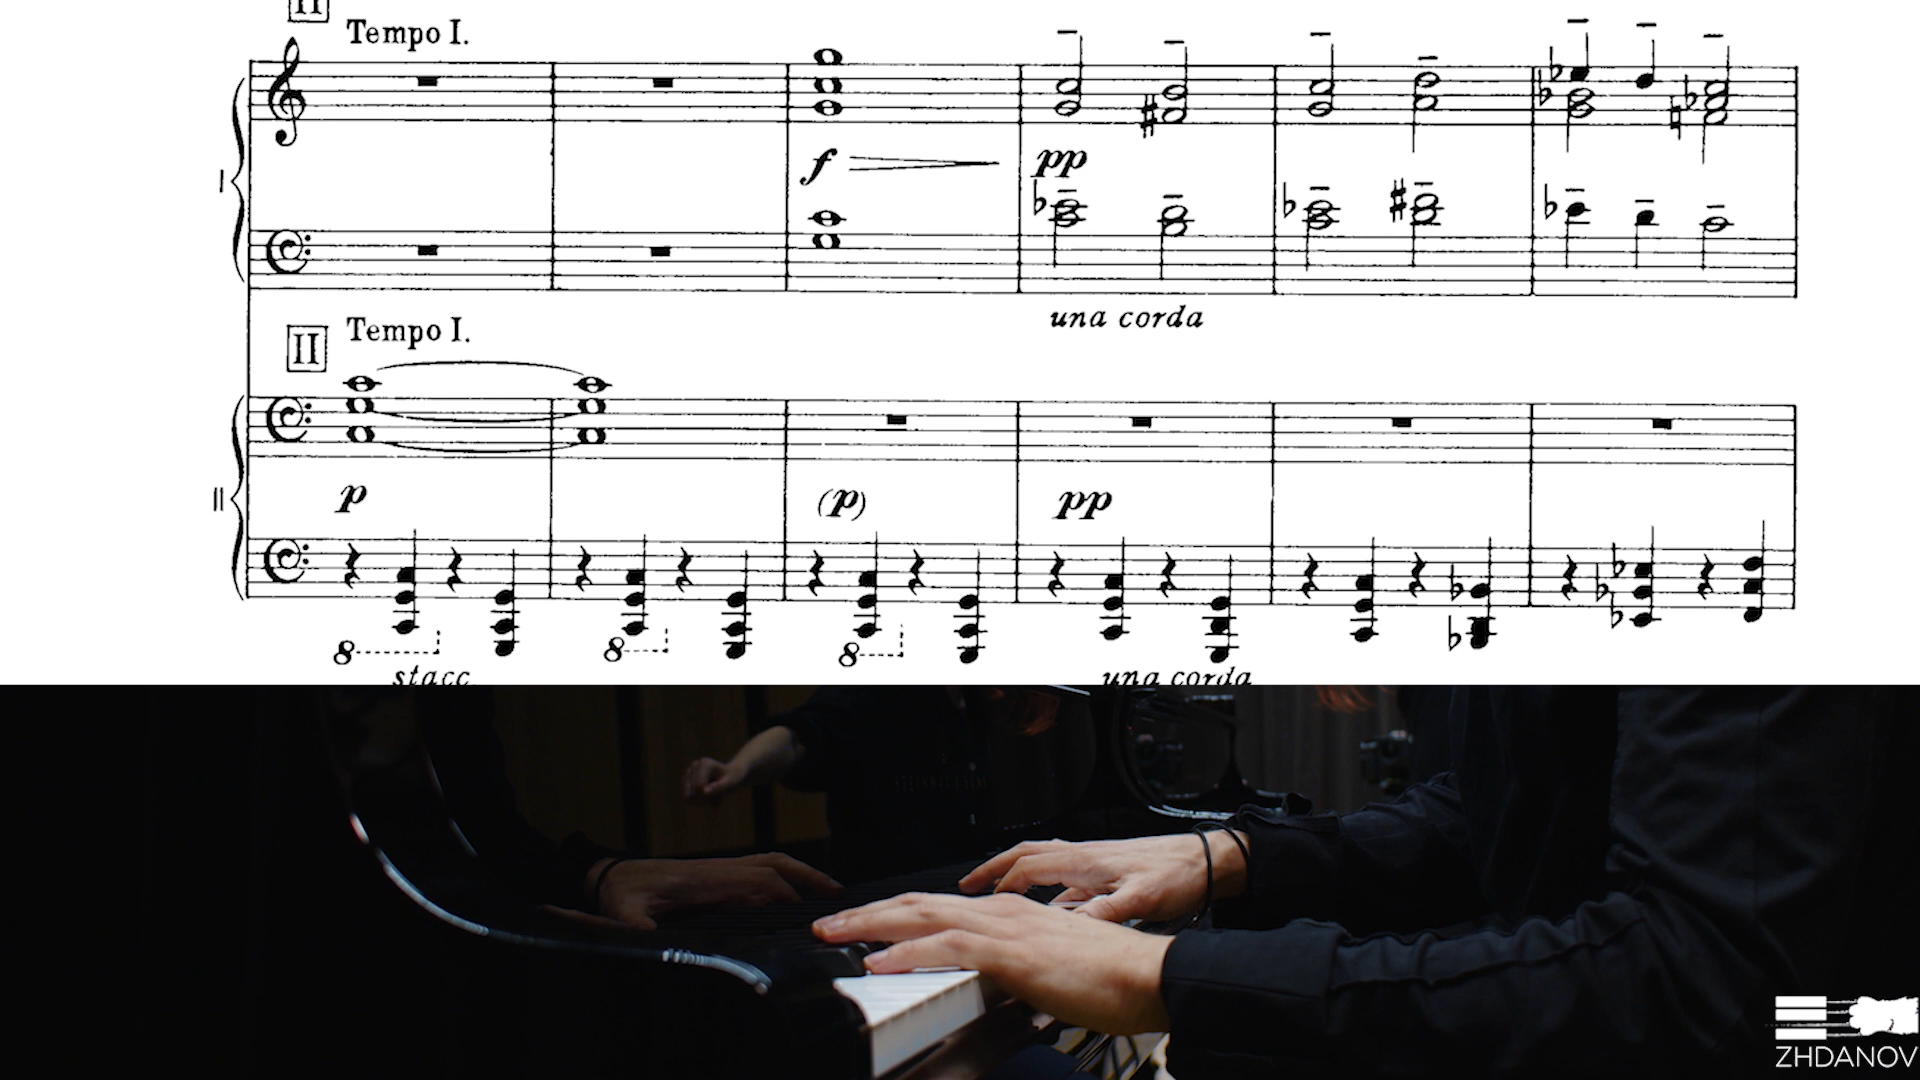 II
Tempo I.
I
f
pp
una corda
II
Tempo I.
II
p
(p)
pp
8
8
8
stacc
una corda
ZHDANOV